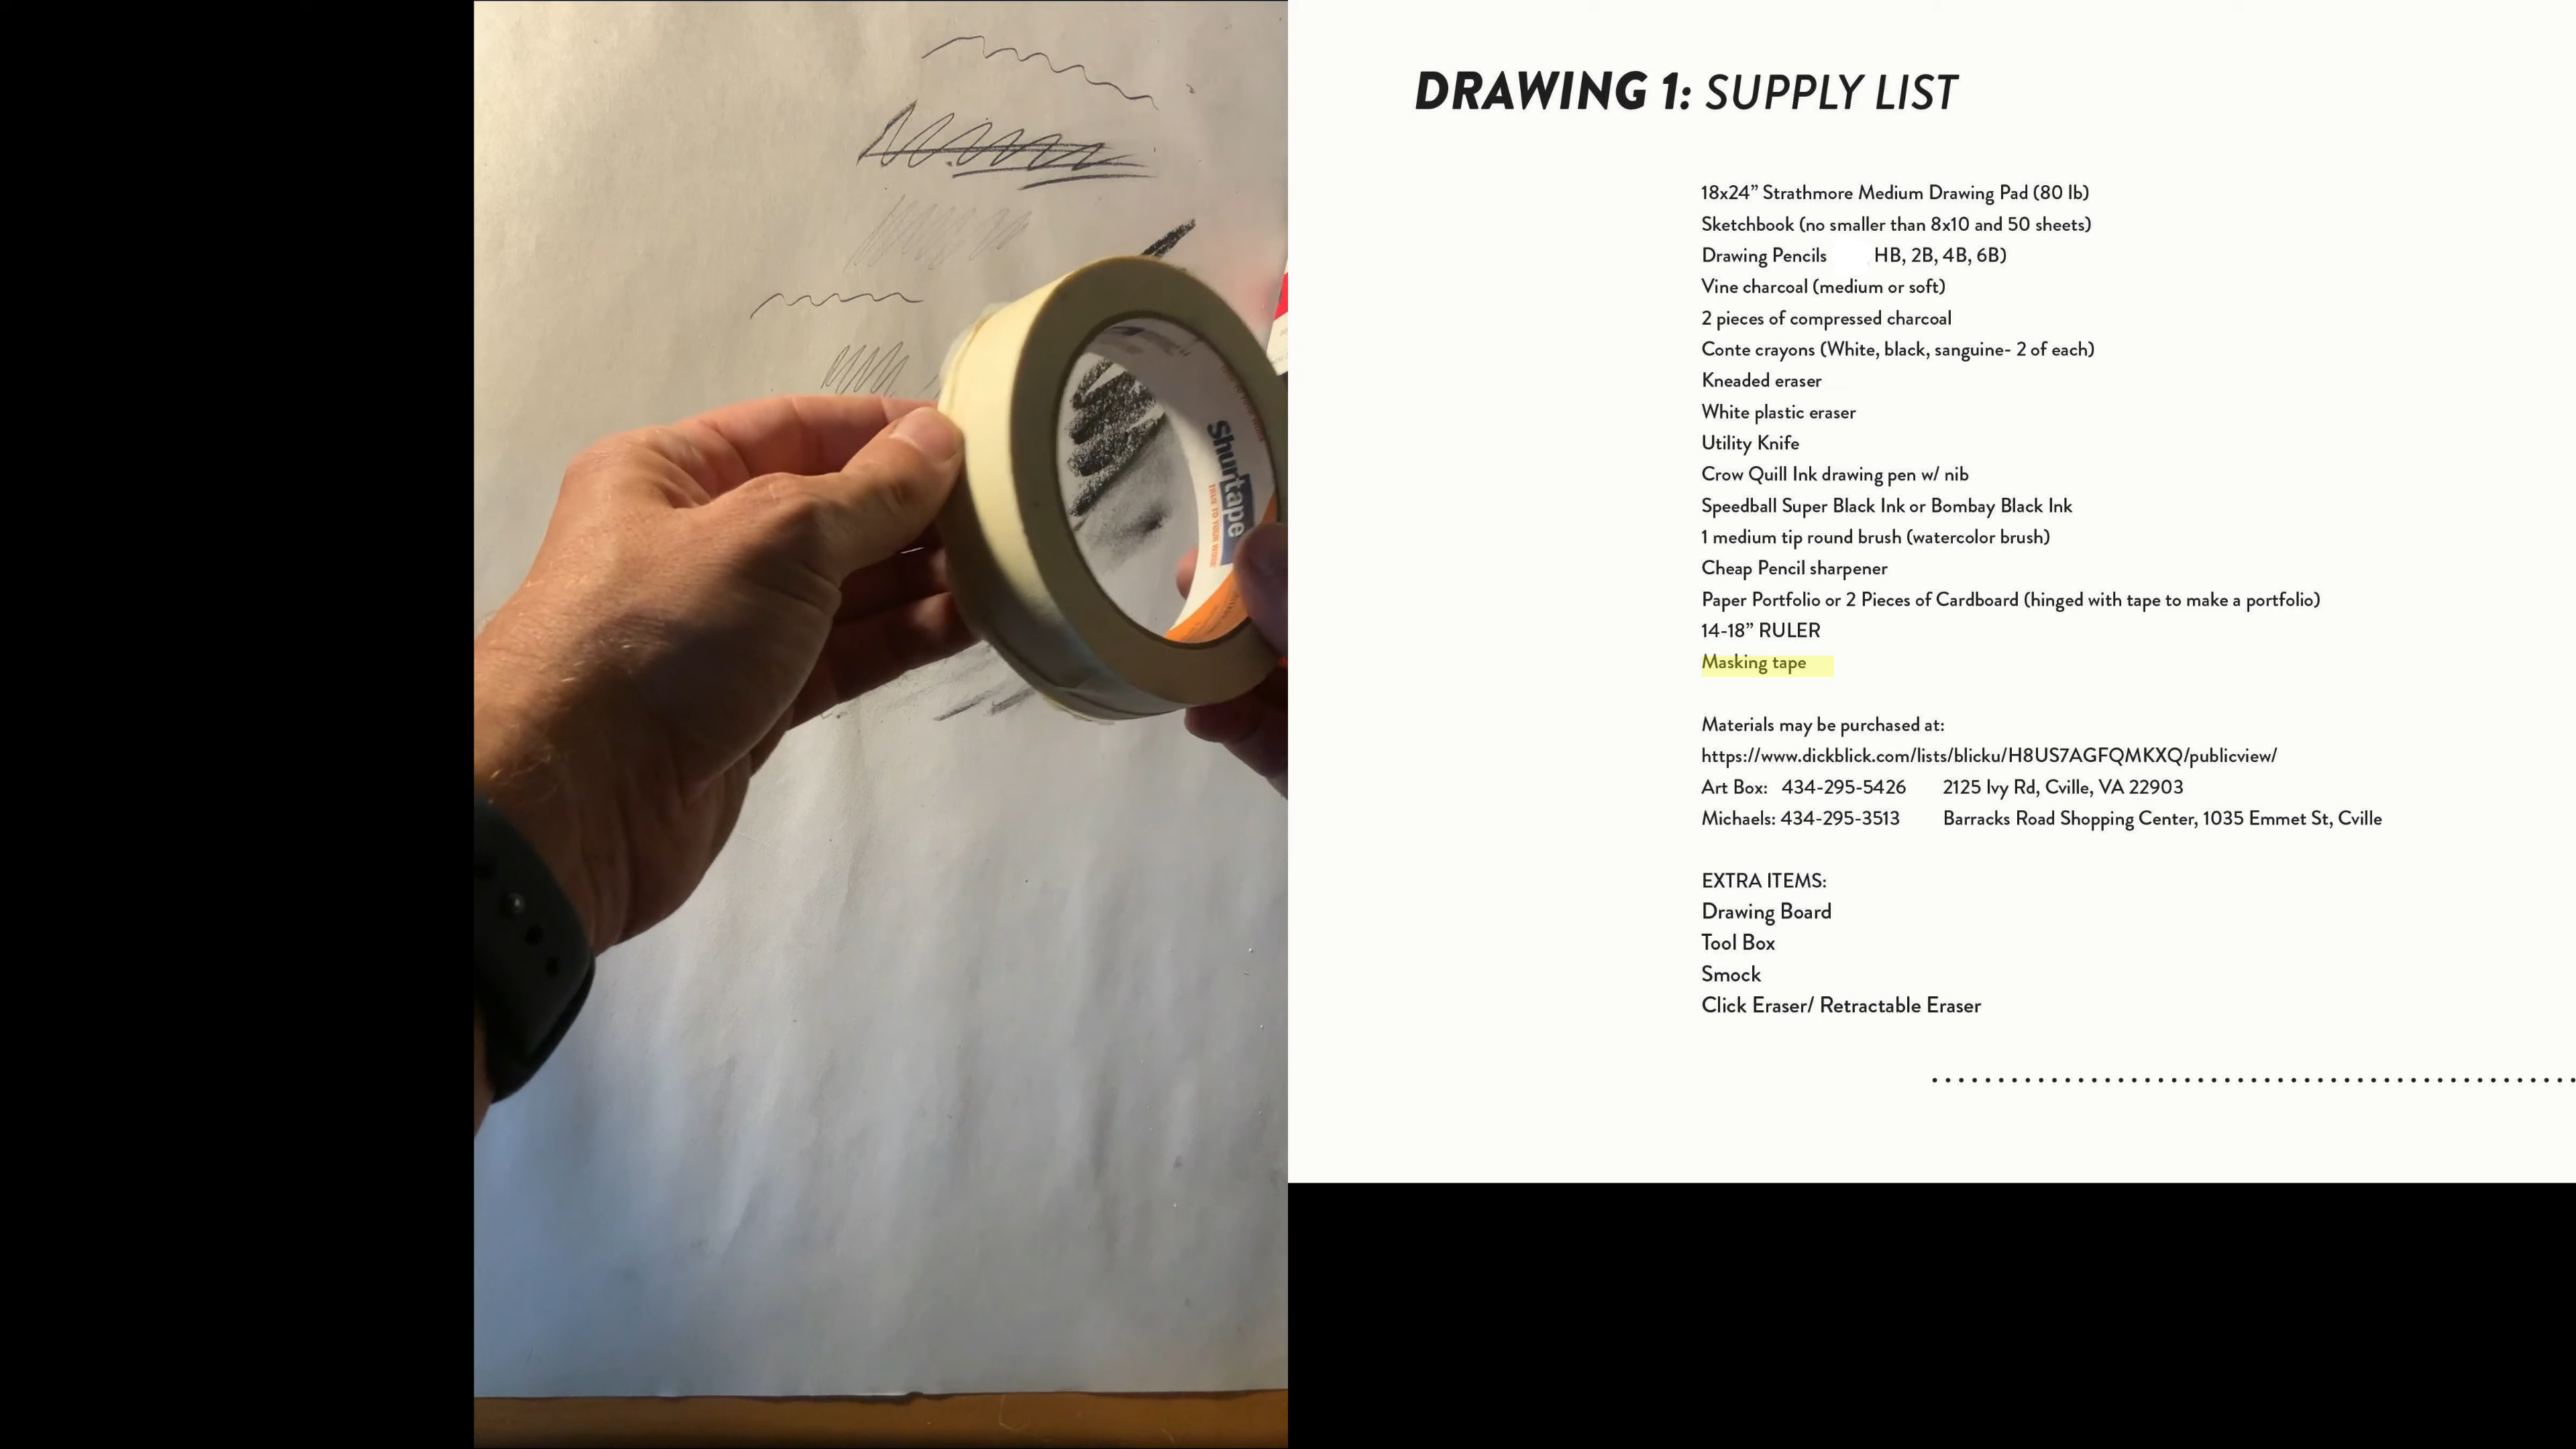 DRAWING 1: SUPPLY LIST
18x24” Strathmore Medium Drawing Pad (80 lb)
Sketchbook (no smaller than 8x10 and 50 sheets)
Drawing Pencils HB, 2B, 4B, 6B)
Vine charcoal (medium or soft)
2 pieces of compressed charcoal
Conte crayons (White, black, sanguine- 2 of each)
Kneaded eraser
White plastic eraser
Utility Knife
Crow Quill Ink drawing pen w/ nib
Speedball Super Black Ink or Bombay Black Ink
1 medium tip round brush (watercolor brush)
Cheap Pencil sharpener
Paper Portfolio or 2 Pieces of Cardboard (hinged with tape to make a portfolio)
14-18” RULER
Masking tape
Materials may be purchased at:
https://www.dickblick.com/lists/blicku/H8US7AGFQMKXQ/publicview/
Art Box: 434-295-5426 2125 Ivy Rd, Cville, VA 22903
Michaels: 434-295-3513 Barracks Road Shopping Center, 1035 Emmet St, Cville
EXTRA ITEMS:
Drawing Board
Tool Box
Smock
Click Eraser/ Retractable Eraser
Shurtape
TRUE TO YOUR WORK